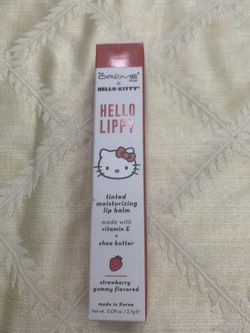 THE
CRÈME
SHOP
x
HELLO KITTY®
HELLO
LIPPY
tinted
moisturizing
lip balm
made with
vitamin E
+
shea butter
strawberry
gummy flavored
made in Korea
Net wt. 0.09 oz. / 2.7g